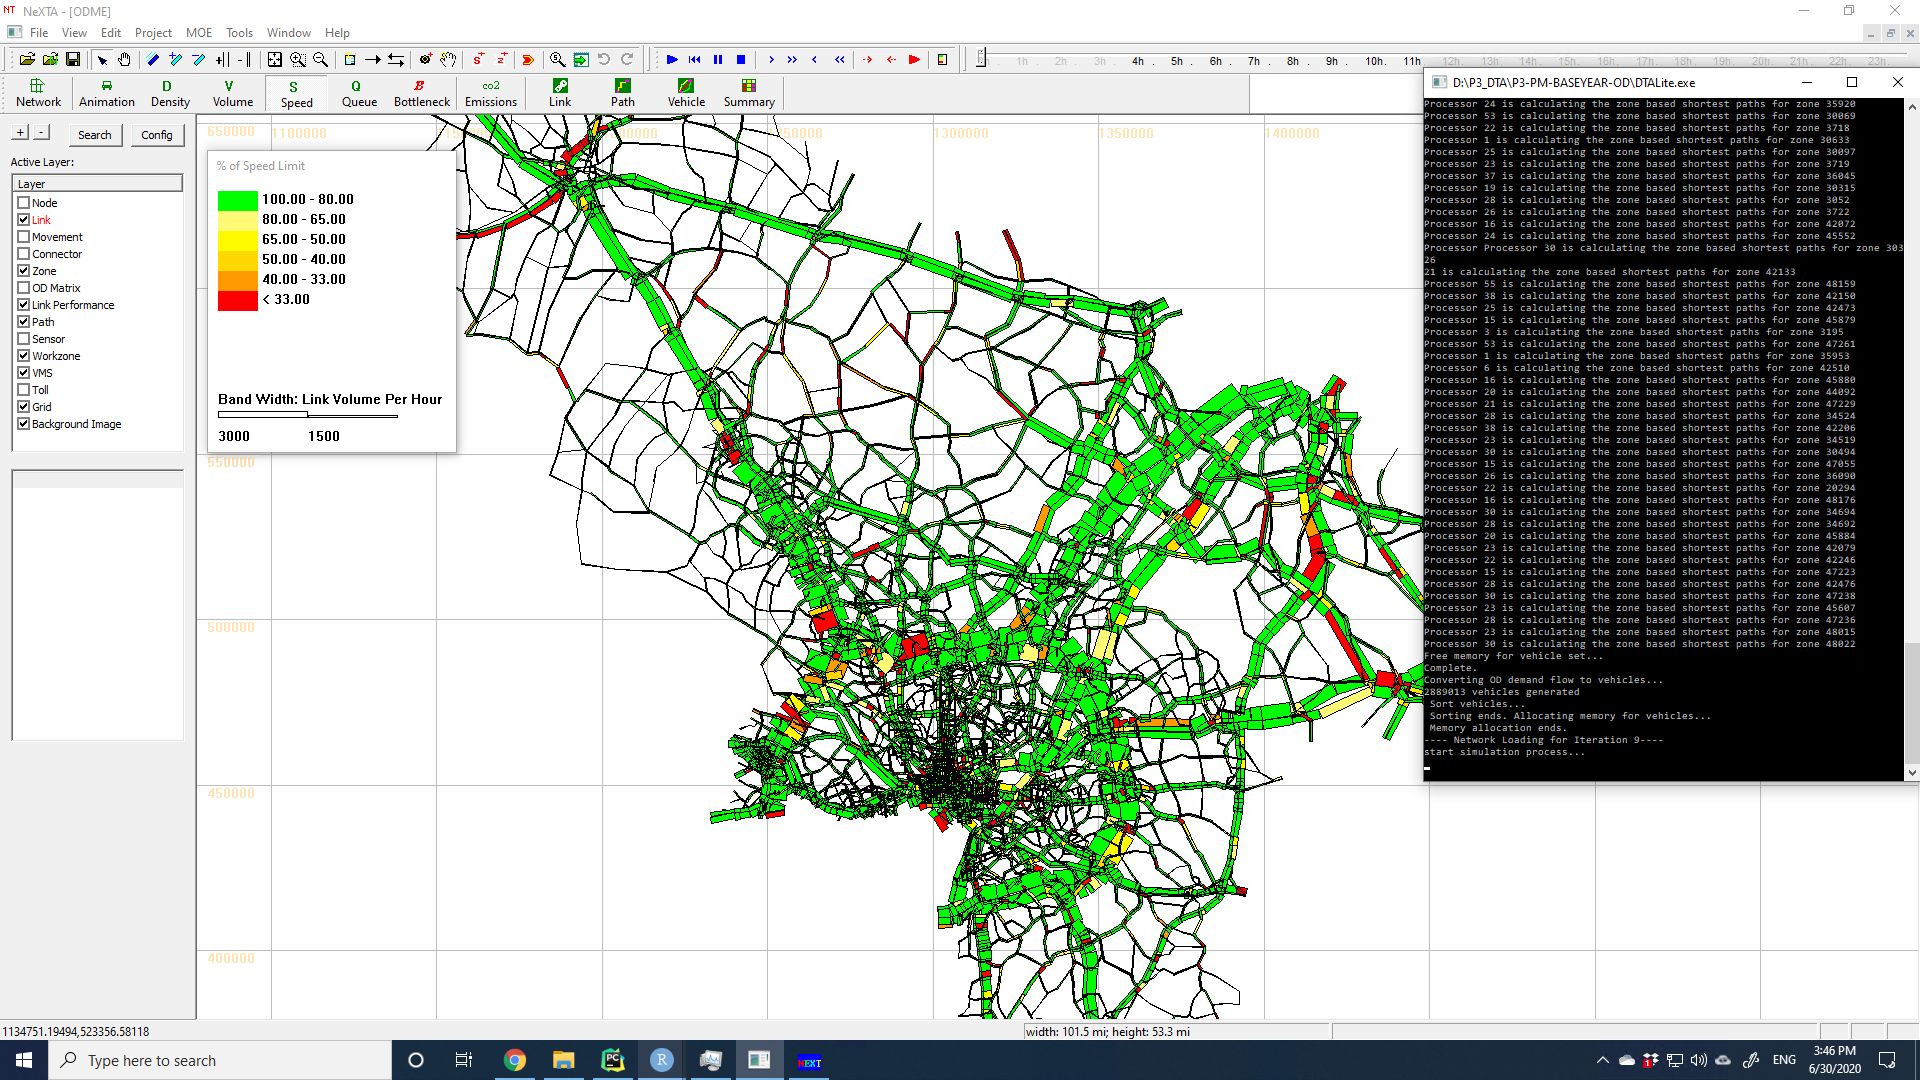 NeXTA - [ODME]
File View Edit Project MOE Tools Window Help
4h. 5h. 6h. 7h. 8h. 9h. 10h. 11h. 12h. 13h. 14h. 15h. 16h. 17h. 18h. 19h. 20h. 21h. 22h. 23h.
Network Animation Density Volume Speed Queue Bottleneck Emissions Link Path Vehicle Summary
+ - Search Config
Active Layer:
Layer
Node
Link
Movement
Connector
Zone
OD Matrix
Link Performance
Path
Sensor
Workzone
VMS
Toll
Grid
Background Image
650000 1100000 1300000 1350000 1400000
550000
500000
450000
400000
% of Speed Limit
100.00 - 80.00
80.00 - 65.00
65.00 - 50.00
50.00 - 40.00
40.00 - 33.00
< 33.00
Band Width: Link Volume Per Hour
3000 1500
D:\P3_DTA\P3-PM-BASEYEAR-OD\DTALite.exe
Processor 24 is calculating the zone based shortest paths for zone 35920
Processor 53 is calculating the zone based shortest paths for zone 30069
Processor 22 is calculating the zone based shortest paths for zone 3718
Processor 1 is calculating the zone based shortest paths for zone 30633
Processor 25 is calculating the zone based shortest paths for zone 30097
Processor 23 is calculating the zone based shortest paths for zone 3719
Processor 37 is calculating the zone based shortest paths for zone 36045
Processor 19 is calculating the zone based shortest paths for zone 30315
Processor 28 is calculating the zone based shortest paths for zone 3052
Processor 26 is calculating the zone based shortest paths for zone 3722
Processor 16 is calculating the zone based shortest paths for zone 42072
Processor 24 is calculating the zone based shortest paths for zone 45552
Processor Processor 30 is calculating the zone based shortest paths for zone 303
26
21 is calculating the zone based shortest paths for zone 42133
Processor 55 is calculating the zone based shortest paths for zone 48159
Processor 38 is calculating the zone based shortest paths for zone 42150
Processor 25 is calculating the zone based shortest paths for zone 42473
Processor 15 is calculating the zone based shortest paths for zone 45879
Processor 3 is calculating the zone based shortest paths for zone 3195
Processor 53 is calculating the zone based shortest paths for zone 47261
Processor 1 is calculating the zone based shortest paths for zone 35953
Processor 6 is calculating the zone based shortest paths for zone 42510
Processor 16 is calculating the zone based shortest paths for zone 45880
Processor 20 is calculating the zone based shortest paths for zone 44092
Processor 21 is calculating the zone based shortest paths for zone 47229
Processor 28 is calculating the zone based shortest paths for zone 34524
Processor 38 is calculating the zone based shortest paths for zone 42206
Processor 23 is calculating the zone based shortest paths for zone 34519
Processor 30 is calculating the zone based shortest paths for zone 30494
Processor 15 is calculating the zone based shortest paths for zone 47055
Processor 26 is calculating the zone based shortest paths for zone 36090
Processor 22 is calculating the zone based shortest paths for zone 20294
Processor 16 is calculating the zone based shortest paths for zone 48176
Processor 30 is calculating the zone based shortest paths for zone 34694
Processor 28 is calculating the zone based shortest paths for zone 34692
Processor 20 is calculating the zone based shortest paths for zone 45884
Processor 23 is calculating the zone based shortest paths for zone 42079
Processor 22 is calculating the zone based shortest paths for zone 42246
Processor 15 is calculating the zone based shortest paths for zone 47223
Processor 28 is calculating the zone based shortest paths for zone 42476
Processor 30 is calculating the zone based shortest paths for zone 47238
Processor 23 is calculating the zone based shortest paths for zone 45607
Processor 28 is calculating the zone based shortest paths for zone 47236
Processor 23 is calculating the zone based shortest paths for zone 48015
Processor 30 is calculating the zone based shortest paths for zone 48022
Free memory for vehicle set...
Complete.
Converting OD demand flow to vehicles...
2889013 vehicles generated
Sort vehicles...
Sorting ends. Allocating memory for vehicles...
Memory allocation ends.
---- Network Loading for Iteration 9----
start simulation process...
1134751.19494,523356.58118
width: 101.5 mi; height: 53.3 mi
Type here to search
ENG
3:46 PM
6/30/2020